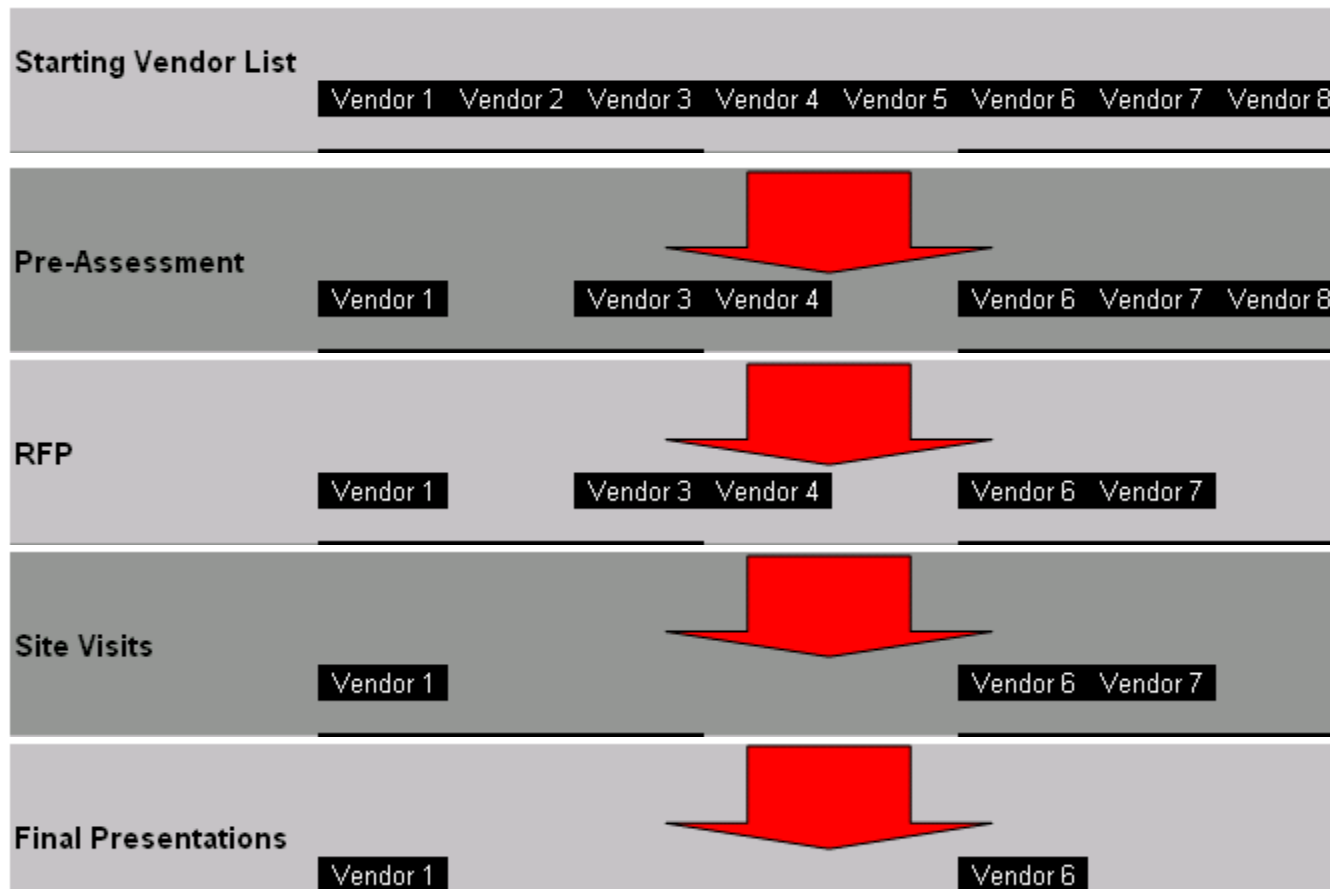 Starting Vendor List
Vendor 1 Vendor 2 Vendor 3 Vendor 4 Vendor 5 Vendor 6 Vendor 7 Vendor 8
Pre-Assessment
Vendor 1 Vendor 3 Vendor 4 Vendor 6 Vendor 7 Vendor 8
RFP
Vendor 1 Vendor 3 Vendor 4 Vendor 6 Vendor 7
Site Visits
Vendor 1 Vendor 6 Vendor 7
Final Presentations
Vendor 1 Vendor 6